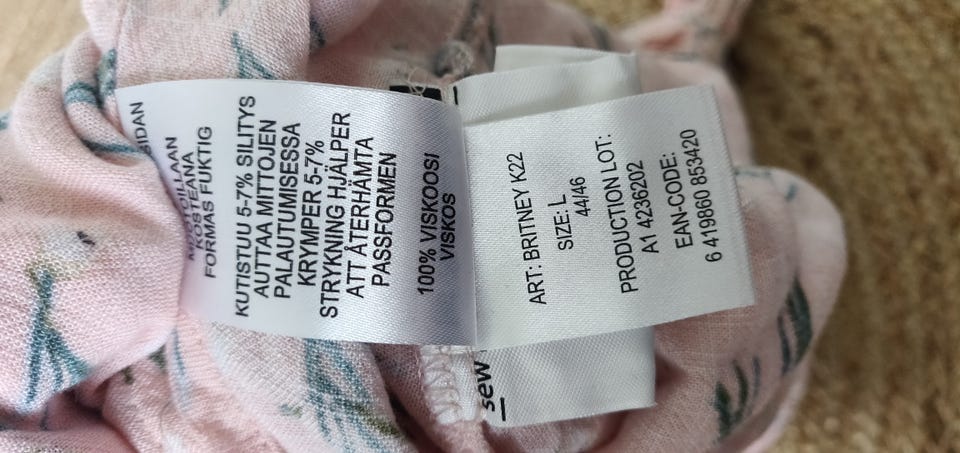 SIDAN
MUOTOILLAAN
KOSTEANA
FORMAS FUKTIG
KUTISTUU 5-7% SILITYS
AUTTAA MITTOJEN
PALAUTUMISESSA
KRYMPER 5-7%
STRYKNING HJÄLPER
ATT ÅTERHÄMTA
PASSFORMEN
100% VISKOOSI
VISKOS
ART: BRITNEY K22
SIZE: L
44/46
PRODUCTION LOT:
A1 4236202
EAN-CODE:
6 419860 853420
sew